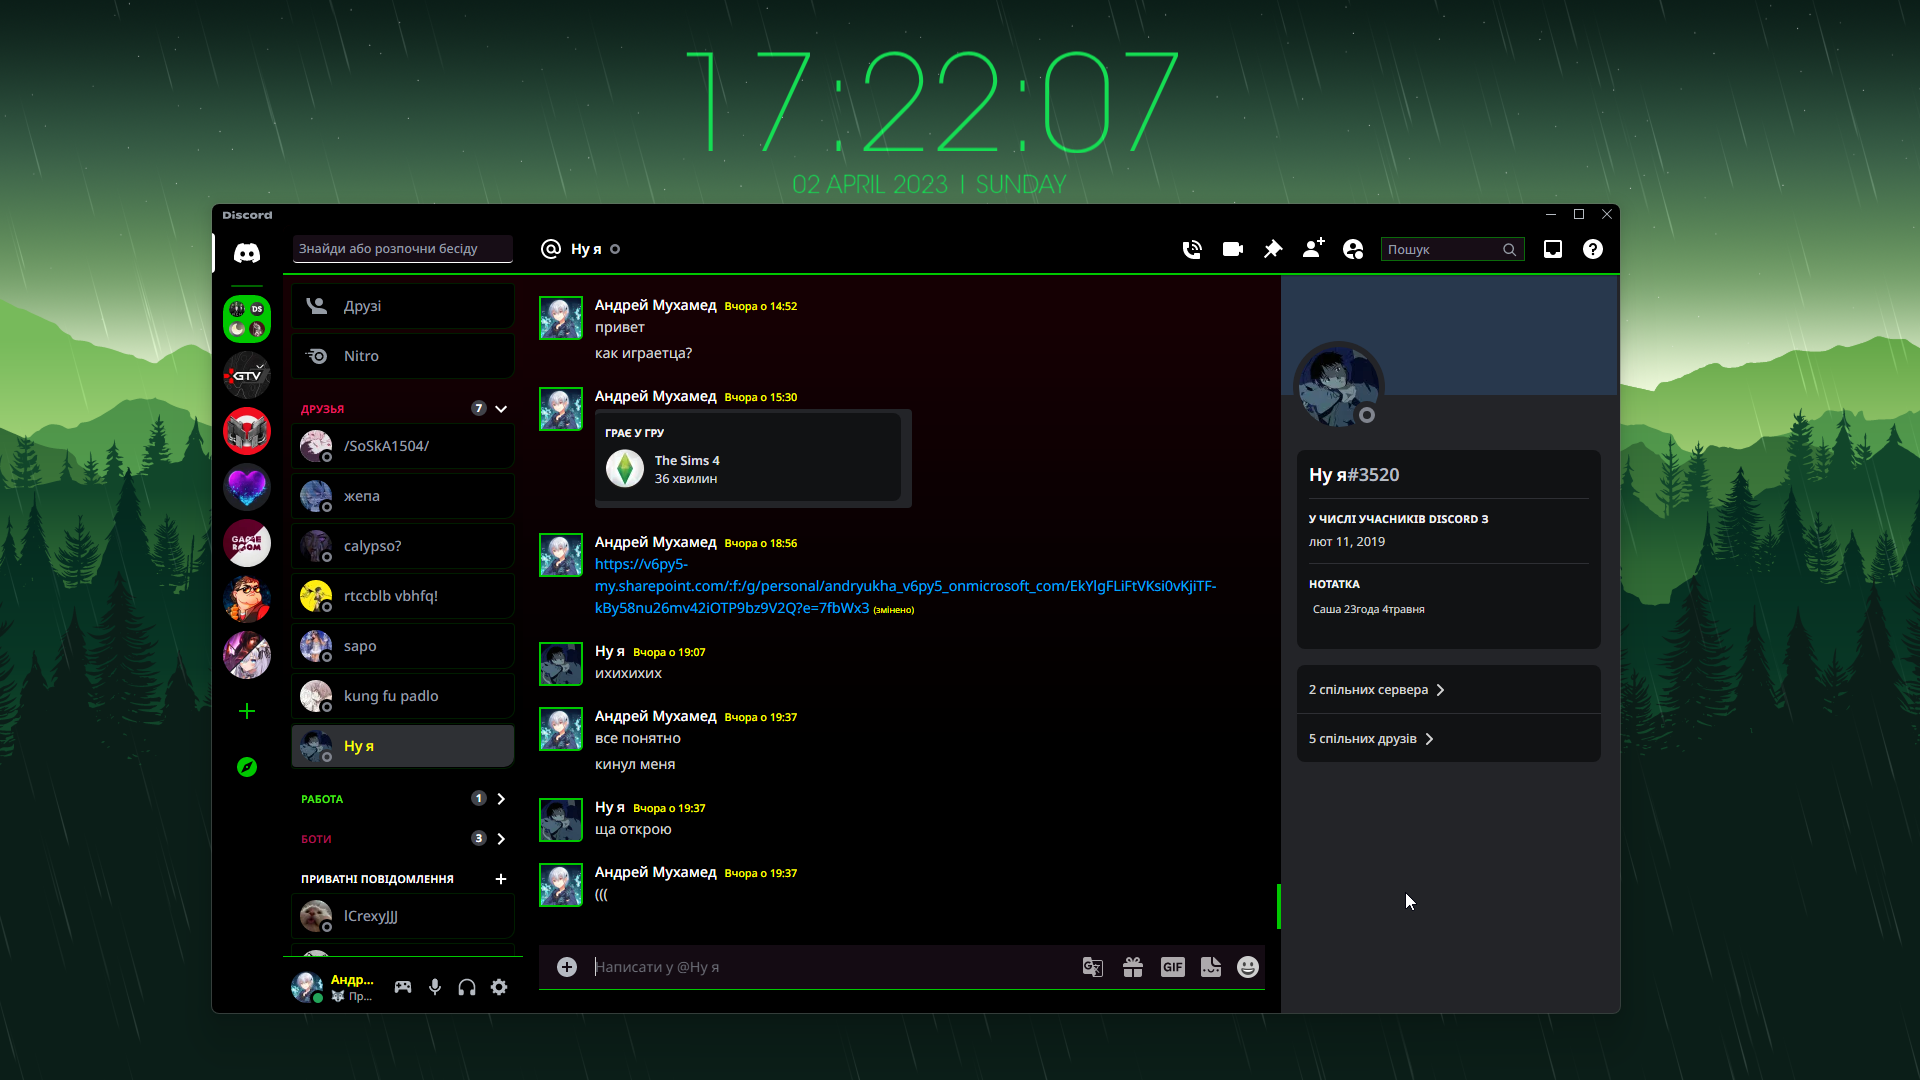 17:22:07
02 APRIL 2023 | SUNDAY
Discord
Знайди або розпочни бесіду
Ну я
Пошук
DS
GTV
GAME
ROOM
Друзі
Nitro
ДРУЗЬЯ 7
/SoSkA1504/
жепа
calypso?
rtccblb vbhfq!
sapo
kung fu padlo
Ну я
РАБОТА 1
БОТИ 3
ПРИВАТНІ ПОВІДОМЛЕННЯ
lCrexyJJJ
Андр...
Пр...
Андрей Мухамед Вчора о 14:52
привет
как играетца?
Андрей Мухамед Вчора о 15:30
ГРАЄ У ГРУ
The Sims 4
36 хвилин
Андрей Мухамед Вчора о 18:56
https://v6py5-
my.sharepoint.com/:f:/g/personal/andryukha_v6py5_onmicrosoft_com/EkYlgFLiFtVKsi0vKjiTF-
kBy58nu26mv42iOTP9bz9V2Q?e=7fbWx3 (змінено)
Ну я Вчора о 19:07
ихихихих
Андрей Мухамед Вчора о 19:37
все понятно
кинул меня
Ну я Вчора о 19:37
ща открою
Андрей Мухамед Вчора о 19:37
(((
Написати у @Ну я
GIF
Ну я#3520
У ЧИСЛІ УЧАСНИКІВ DISCORD З
лют 11, 2019
НОТАТКА
Саша 23года 4травня
2 спільних сервера
5 спільних друзів